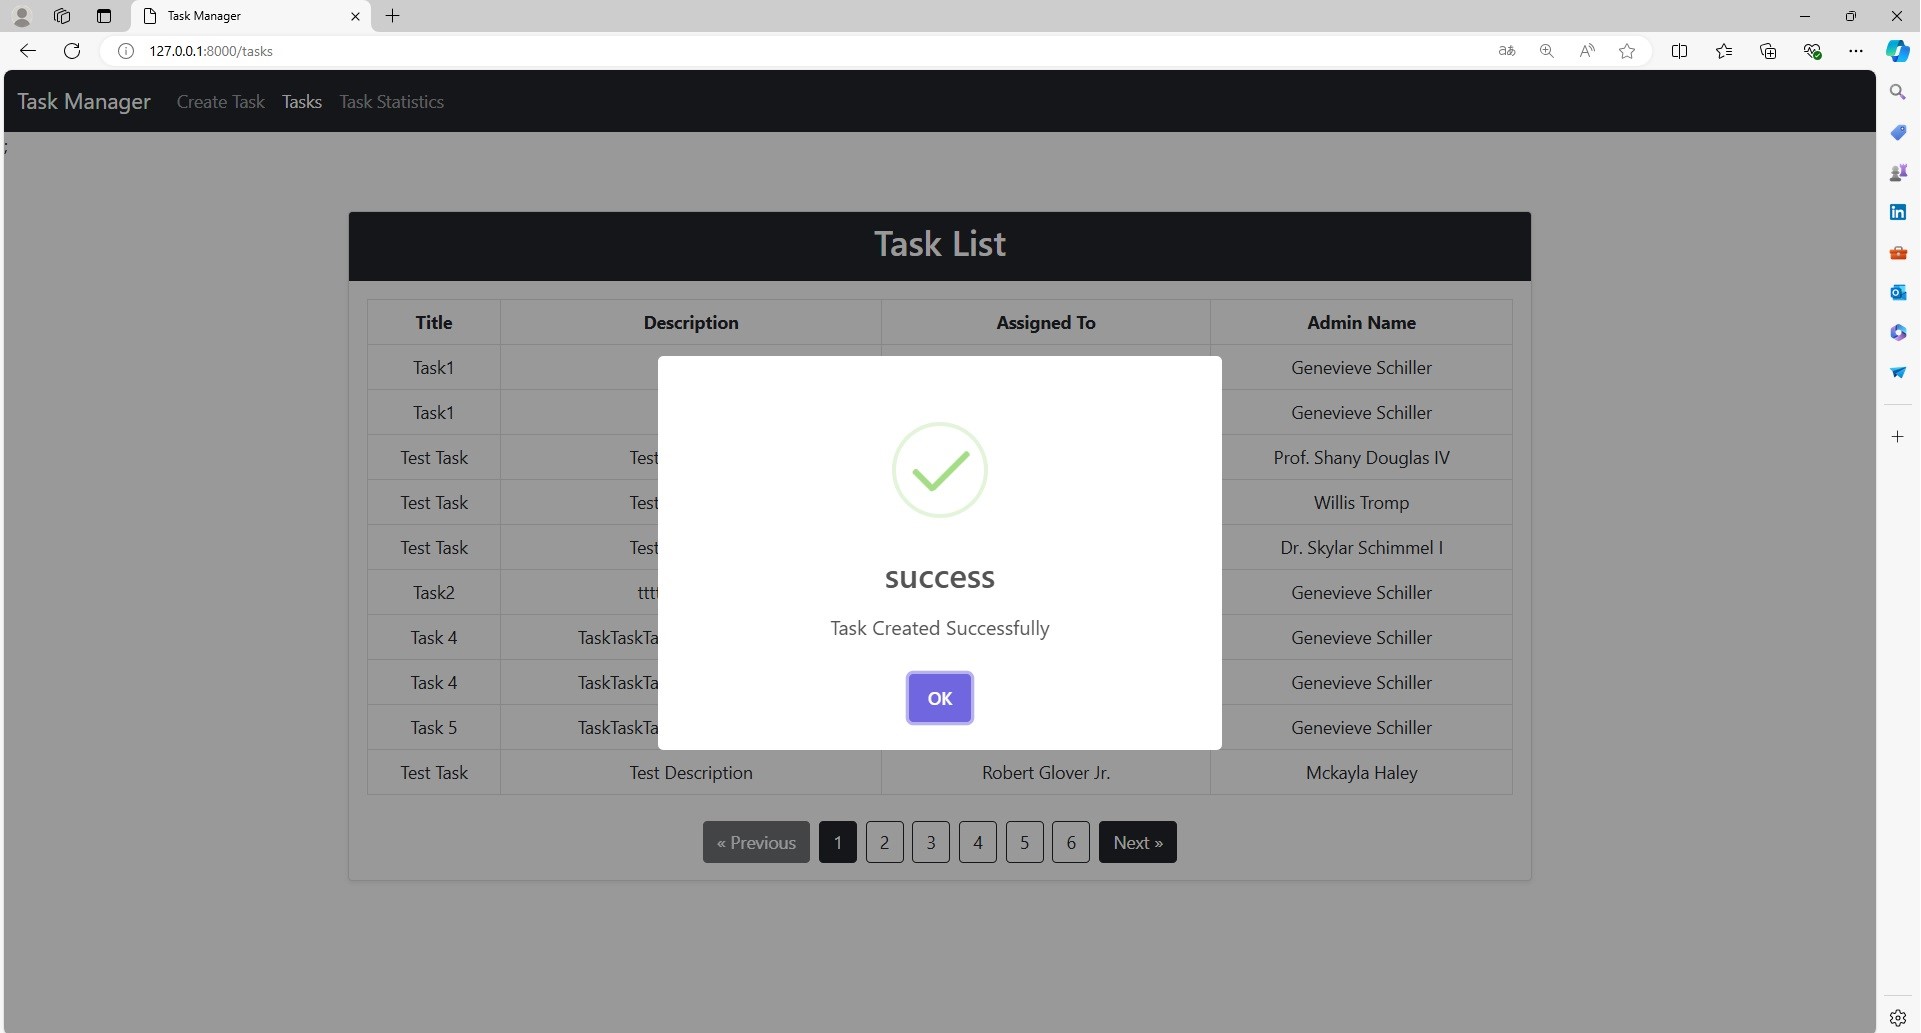 Task Manager
127.0.0.1:8000/tasks
Task Manager Create Task Tasks Task Statistics
;
Task List
Title Description Assigned To Admin Name
Task1 Genevieve Schiller
Task1 Genevieve Schiller
Test Task Test Prof. Shany Douglas IV
Test Task Test Willis Tromp
Test Task Test Dr. Skylar Schimmel I
Task2 tttt Genevieve Schiller
Task 4 TaskTaskTa Genevieve Schiller
Task 4 TaskTaskTa Genevieve Schiller
Task 5 TaskTaskTa Genevieve Schiller
Test Task Test Description Robert Glover Jr. Mckayla Haley
success
Task Created Successfully
OK
« Previous 1 2 3 4 5 6 Next »